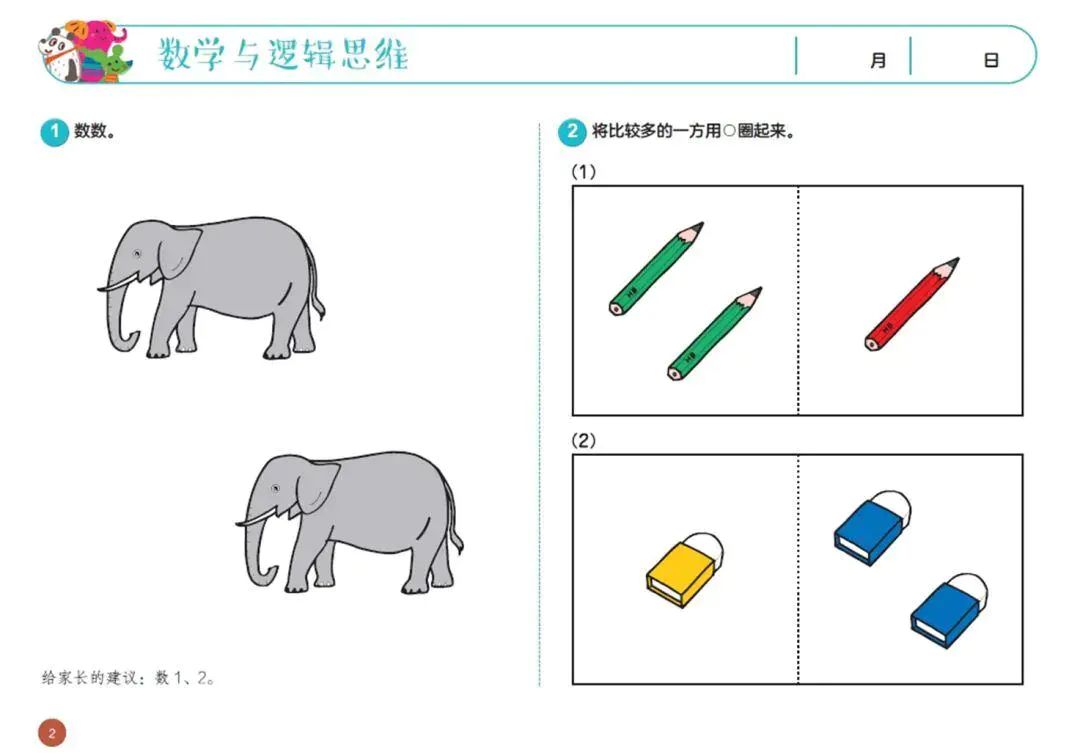 数学与逻辑思维
月 日
1 数数。
给家长的建议：数 1、2。
2 将比较多的一方用○圈起来。
（1）
HB
HB
HB
（2）
2